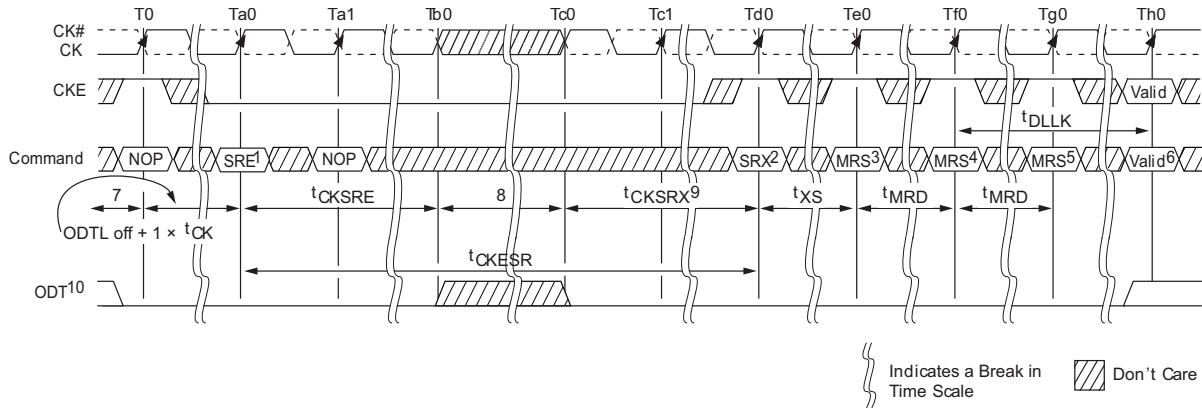 T0 Ta0 Ta1 Tb0 Tc0 Tc1 Td0 Te0 Tf0 Tg0 Th0
CK#
CK
CKE Valid
tDLLK
Command NOP SRE1 NOP SRX2 MRS3 MRS4 MRS5 Valid6
7 tCKSRE 8 tCKSRX9 tXS tMRD tMRD
ODTL off + 1 × tCK
tCKESR
ODT10
Indicates a Break in
Time Scale
Don't Care